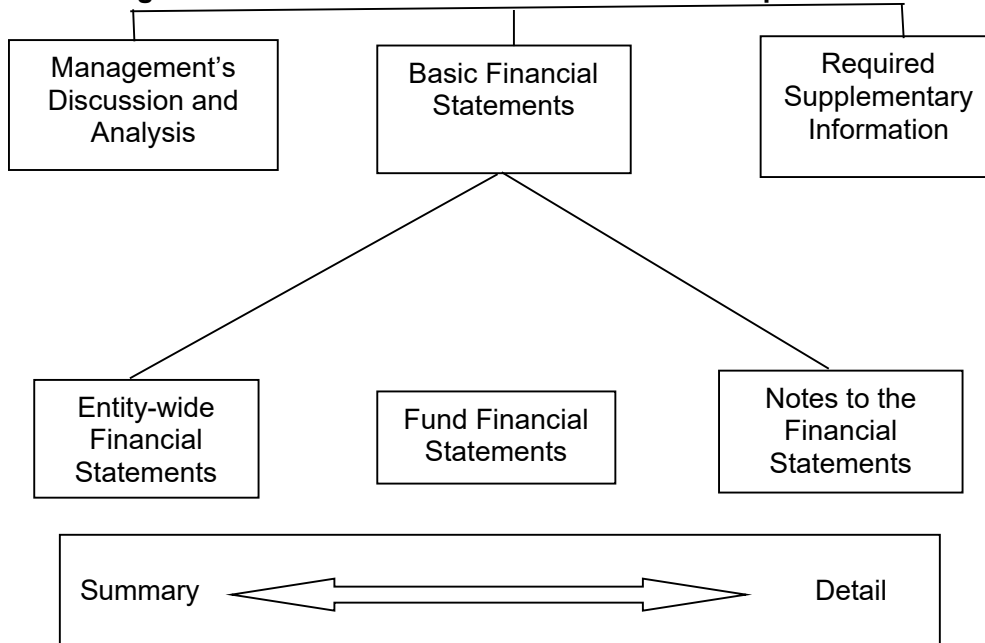 Management's
Discussion and
Analysis
Basic Financial
Statements
Required
Supplementary
Information
Entity-wide
Financial
Statements
Fund Financial
Statements
Notes to the
Financial
Statements
Summary
Detail